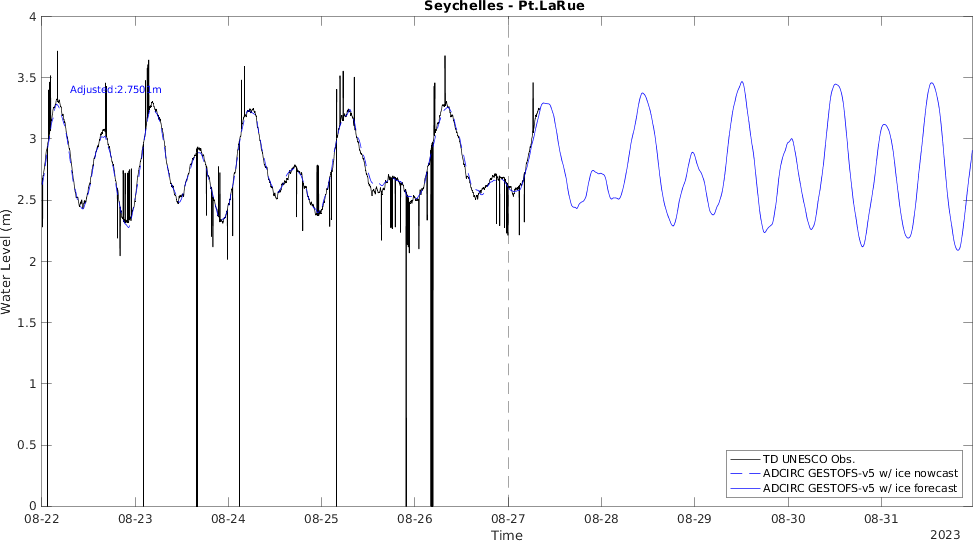 Seychelles - Pt.LaRue
4
3.5
3
2.5
2
1.5
1
0.5
0
Water Level (m)
Adjusted:2.7501m
TD UNESCO Obs.
ADCIRC GESTOFS-v5 w/ ice nowcast
ADCIRC GESTOFS-v5 w/ ice forecast
08-22 08-23 08-24 08-25 08-26 08-27 08-28 08-29 08-30 08-31
Time
2023